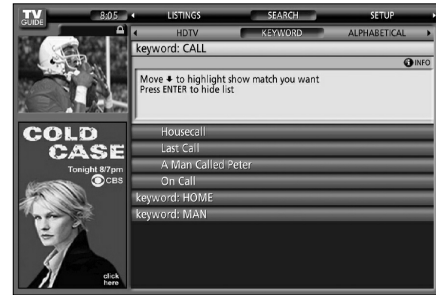 TV
GUIDE
8:05
LISTINGS
SEARCH
SETUP
HDTV
KEYWORD
ALPHABETICAL
keyword: CALL
i INFO
Move ↓ to highlight show match you want
Press ENTER to hide list
COLD
CASE
Tonight 8/7pm
CBS
click
here
Housecall
Last Call
A Man Called Peter
On Call
keyword: HOME
keyword: MAN